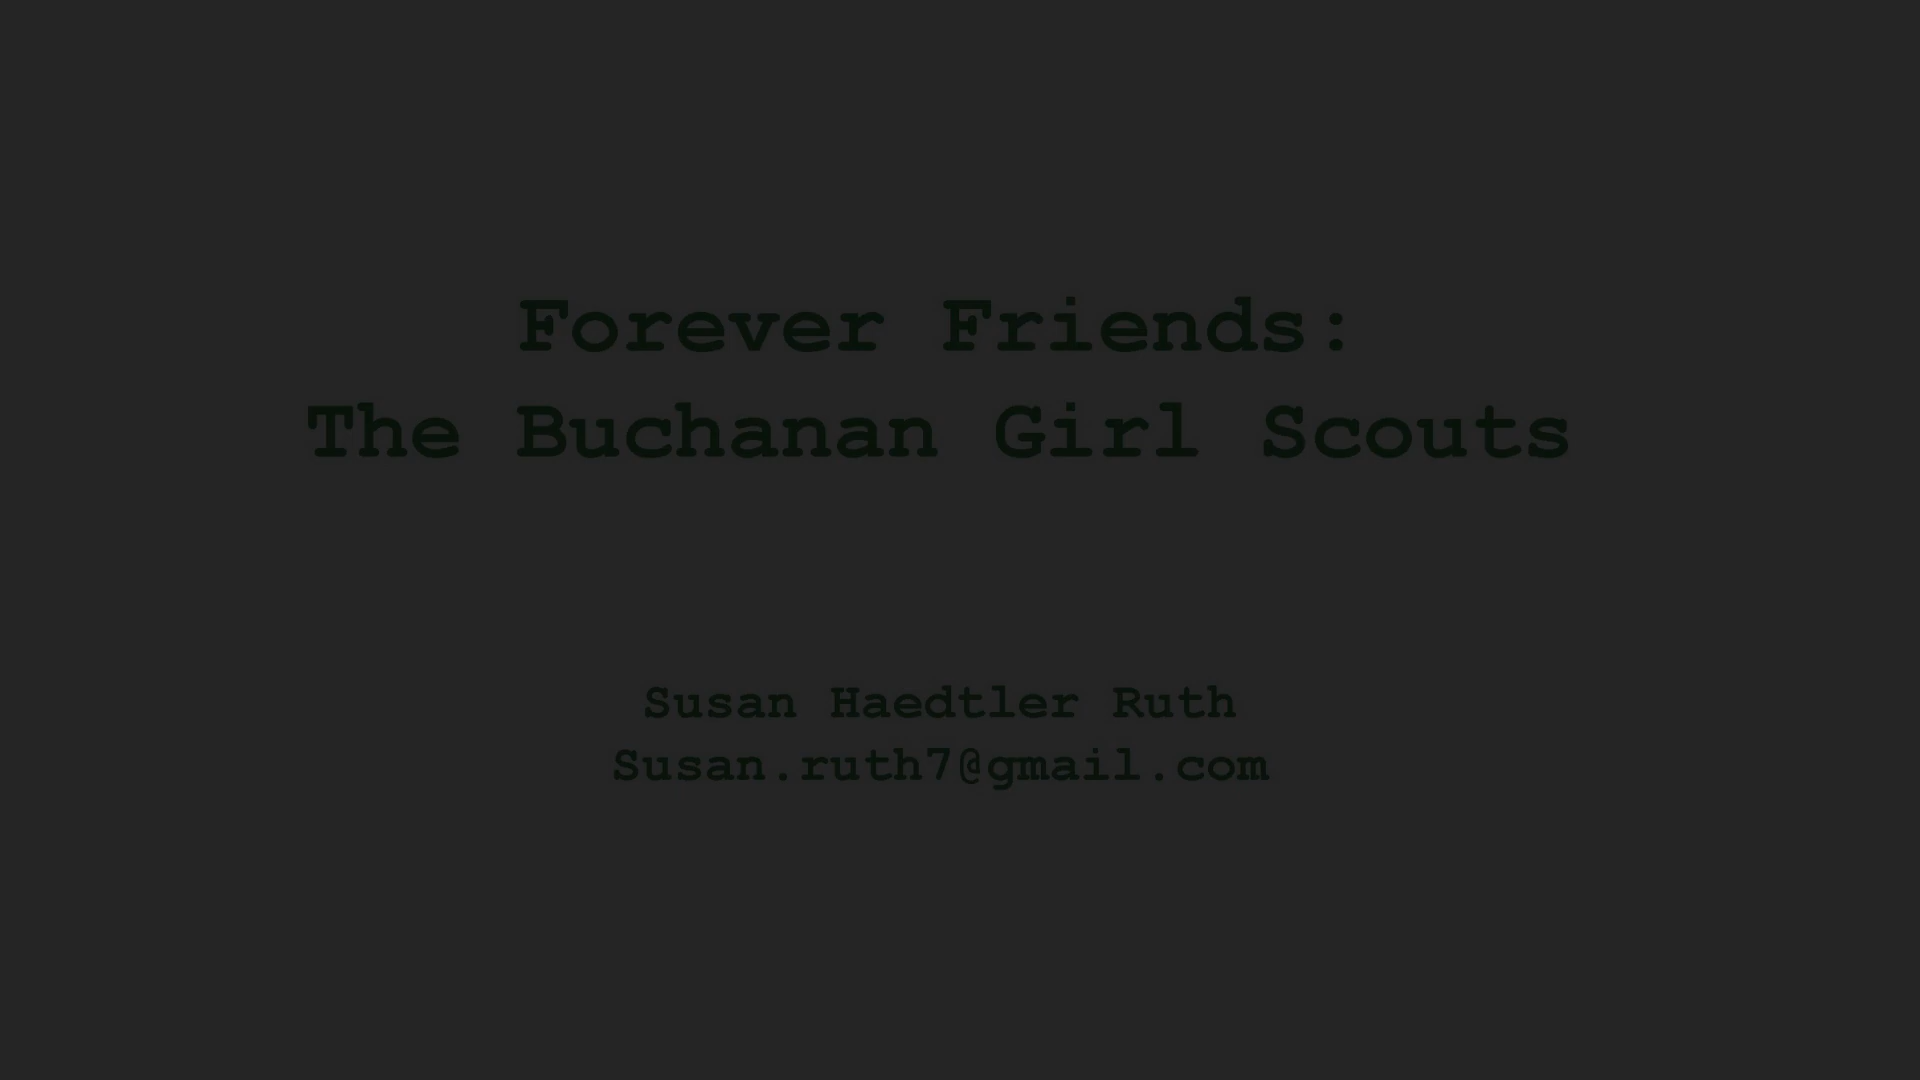 Forever Friends:
The Buchanan Girl Scouts
Susan Haedtler Ruth
Susan.ruth7@gmail.com